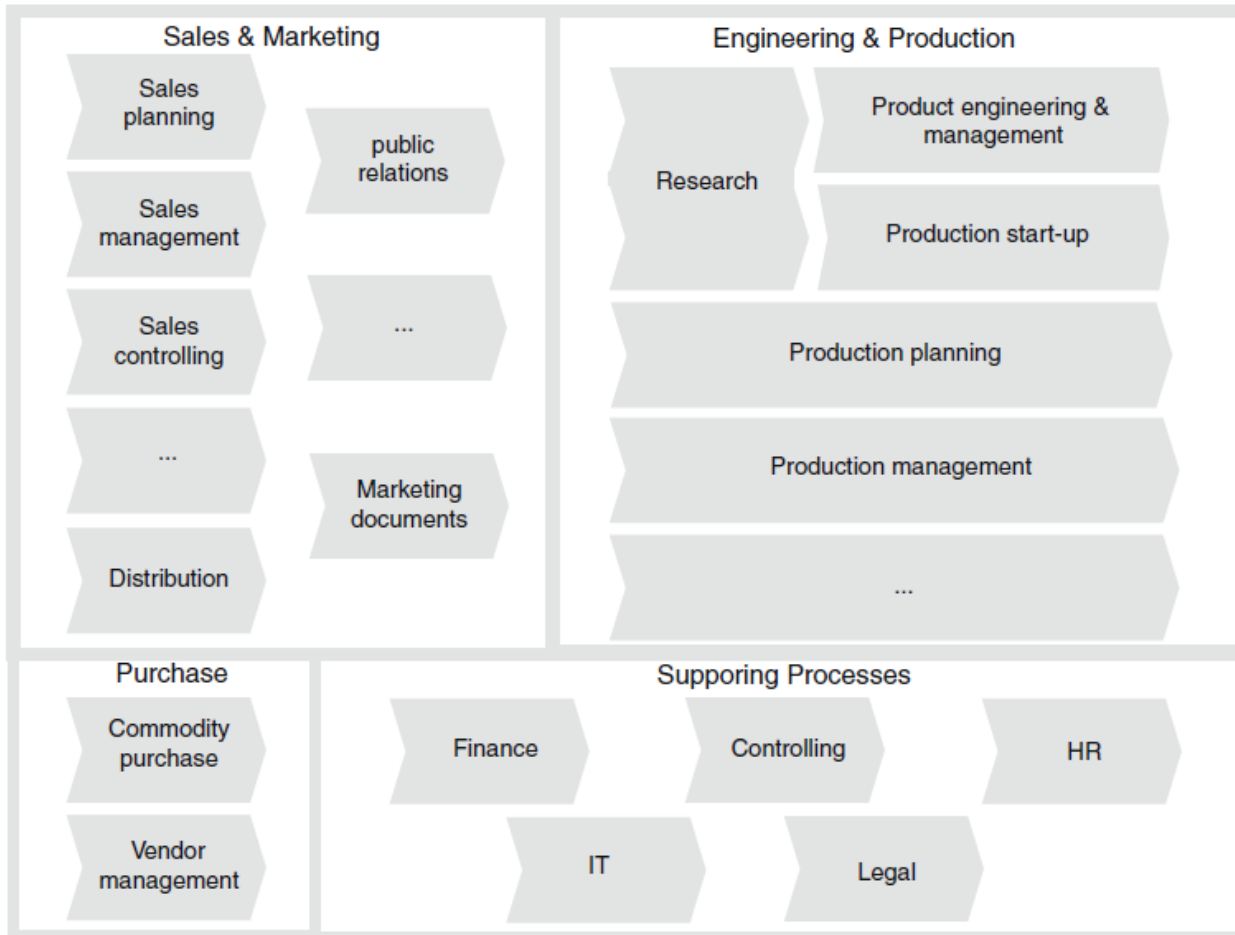 Sales & Marketing
Sales
planning
Sales
management
Sales
controlling
...
Distribution
public
relations
...
Marketing
documents
Engineering & Production
Research
Product engineering &
management
Production start-up
Production planning
Production management
...
Purchase
Commodity
purchase
Vendor
management
Supporing Processes
Finance
Controlling
HR
IT
Legal